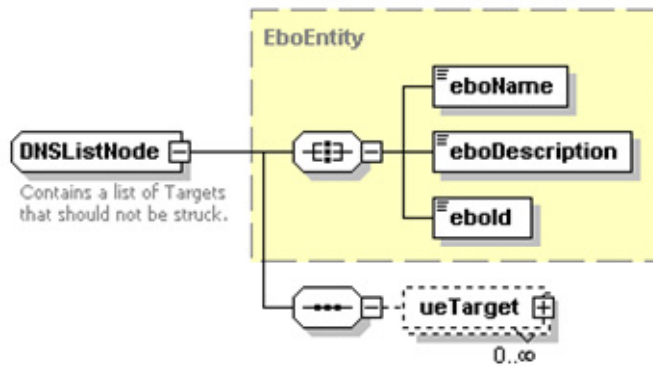 EboEntity
eboName
DNSListNode
eboDescription
Contains a list of Targets
that should not be struck.
eboId
ueTarget
0..∞